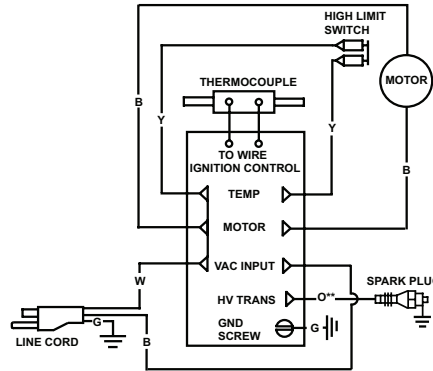 HIGH LIMIT
SWITCH
MOTOR
THERMOCOUPLE
B
Y
Y
TO WIRE
IGNITION CONTROL
B
TEMP
MOTOR
VAC INPUT
W
SPARK PLUG
HV TRANS
O**
G
GND
SCREW
G
LINE CORD
B